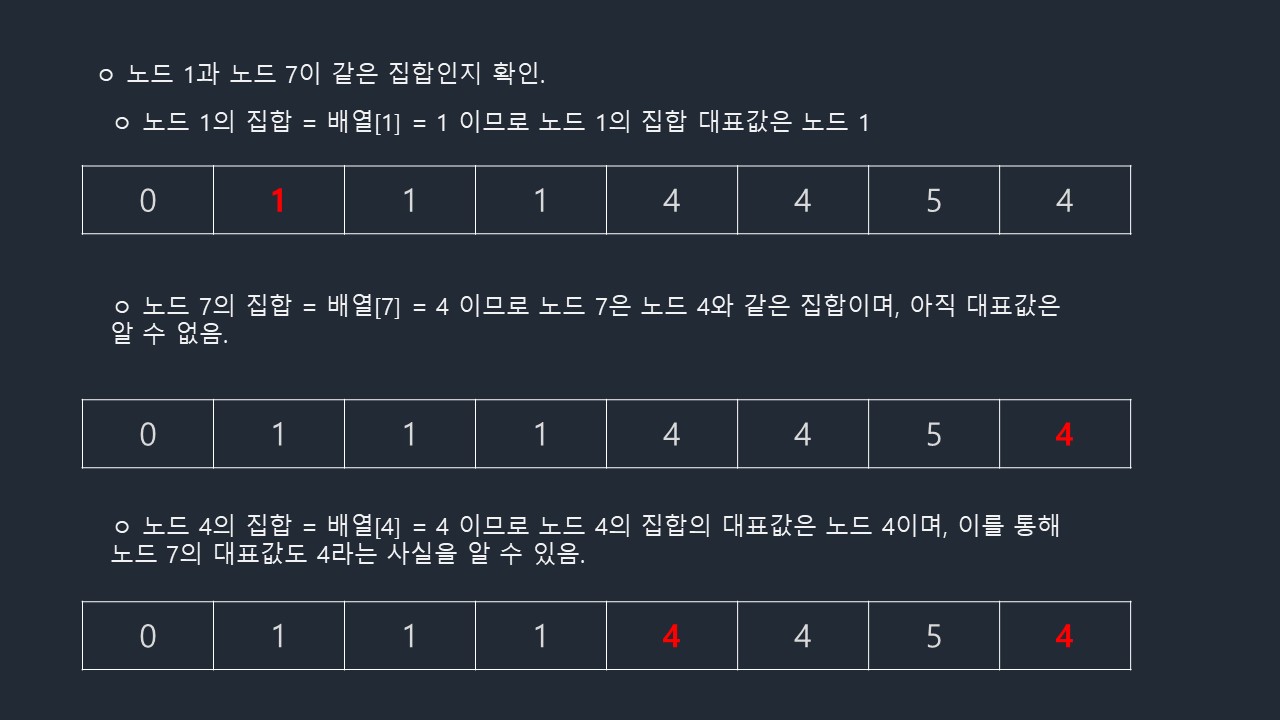 ㅇ 노드 1과 노드 7이 같은 집합인지 확인.
ㅇ 노드 1의 집합 = 배열[1] = 1 이므로 노드 1의 집합 대표값은 노드 1
0 1 1 1 4 4 5 4
ㅇ 노드 7의 집합 = 배열[7] = 4 이므로 노드 7은 노드 4와 같은 집합이며, 아직 대표값은
알 수 없음.
0 1 1 1 4 4 5 4
ㅇ 노드 4의 집합 = 배열[4] = 4 이므로 노드 4의 집합의 대표값은 노드 4이며, 이를 통해
노드 7의 대표값도 4라는 사실을 알 수 있음.
0 1 1 1 4 4 5 4